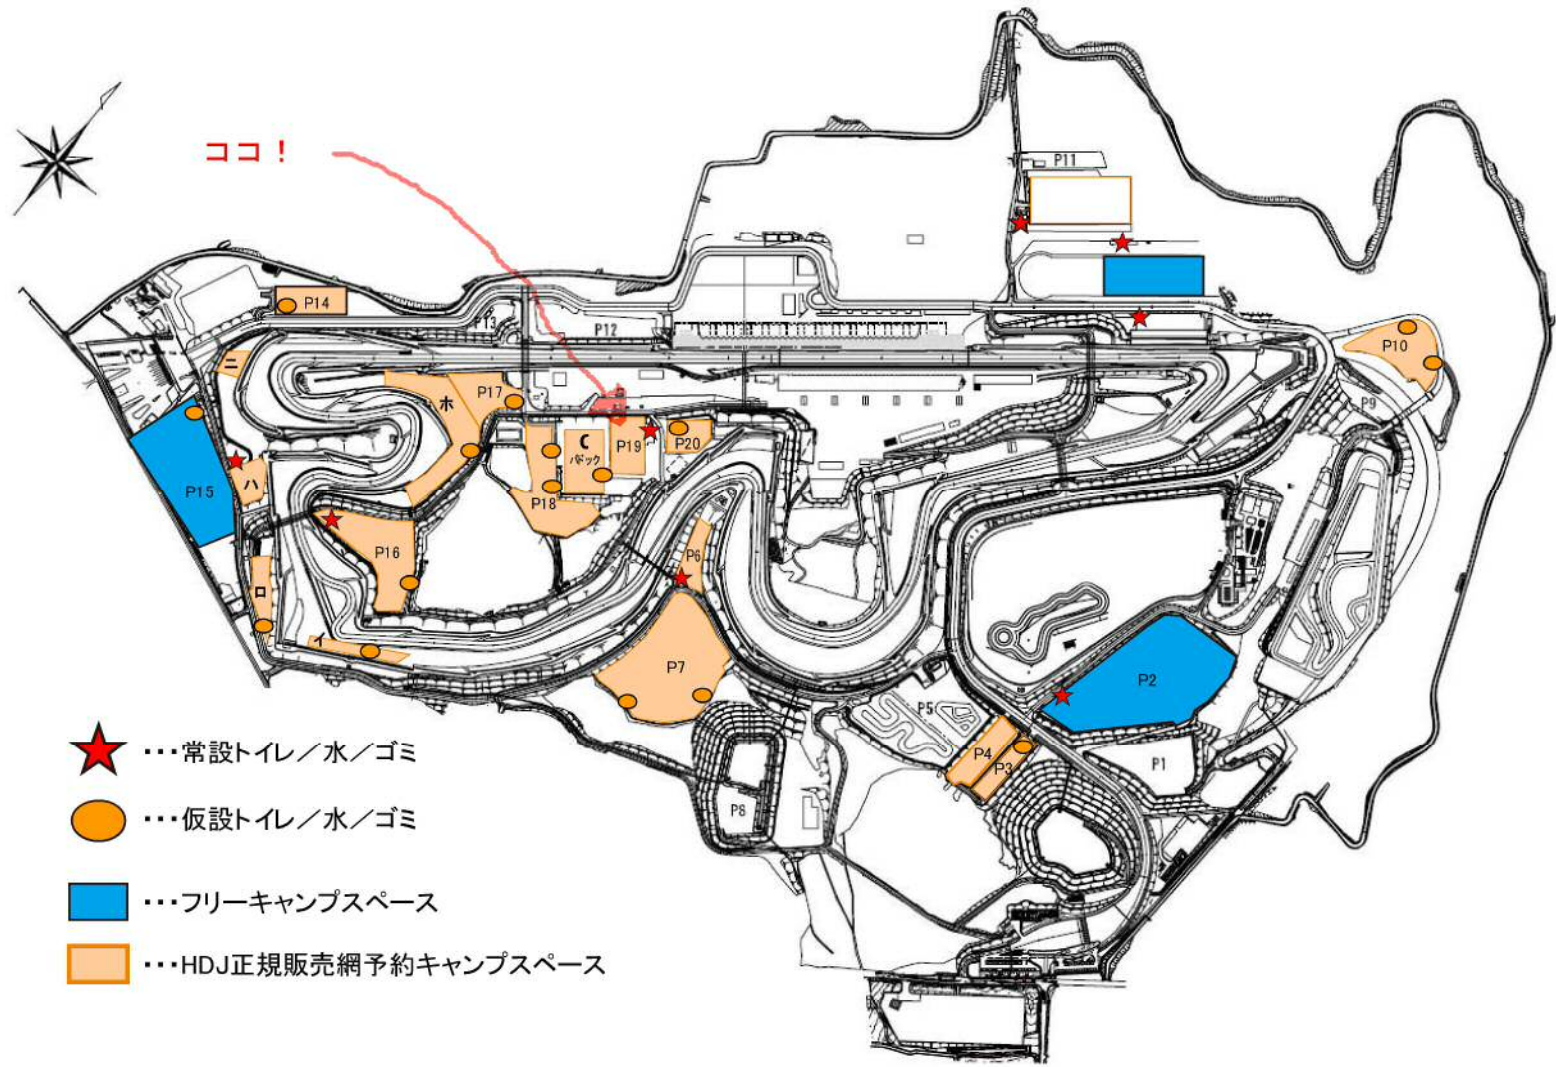 ココ！
P11
P14
P13
P12
P10
ニ
ホ
P17
P9
C
パドック
P19
P20
P15
ハ
P18
P16
P6
ロ
イ
P7
P2
P5
P4
P3
P1
P8
★・・・常設トイレ／水／ゴミ
・・・仮設トイレ／水／ゴミ
・・・フリーキャンプスペース
・・・HDJ正規販売網予約キャンプスペース